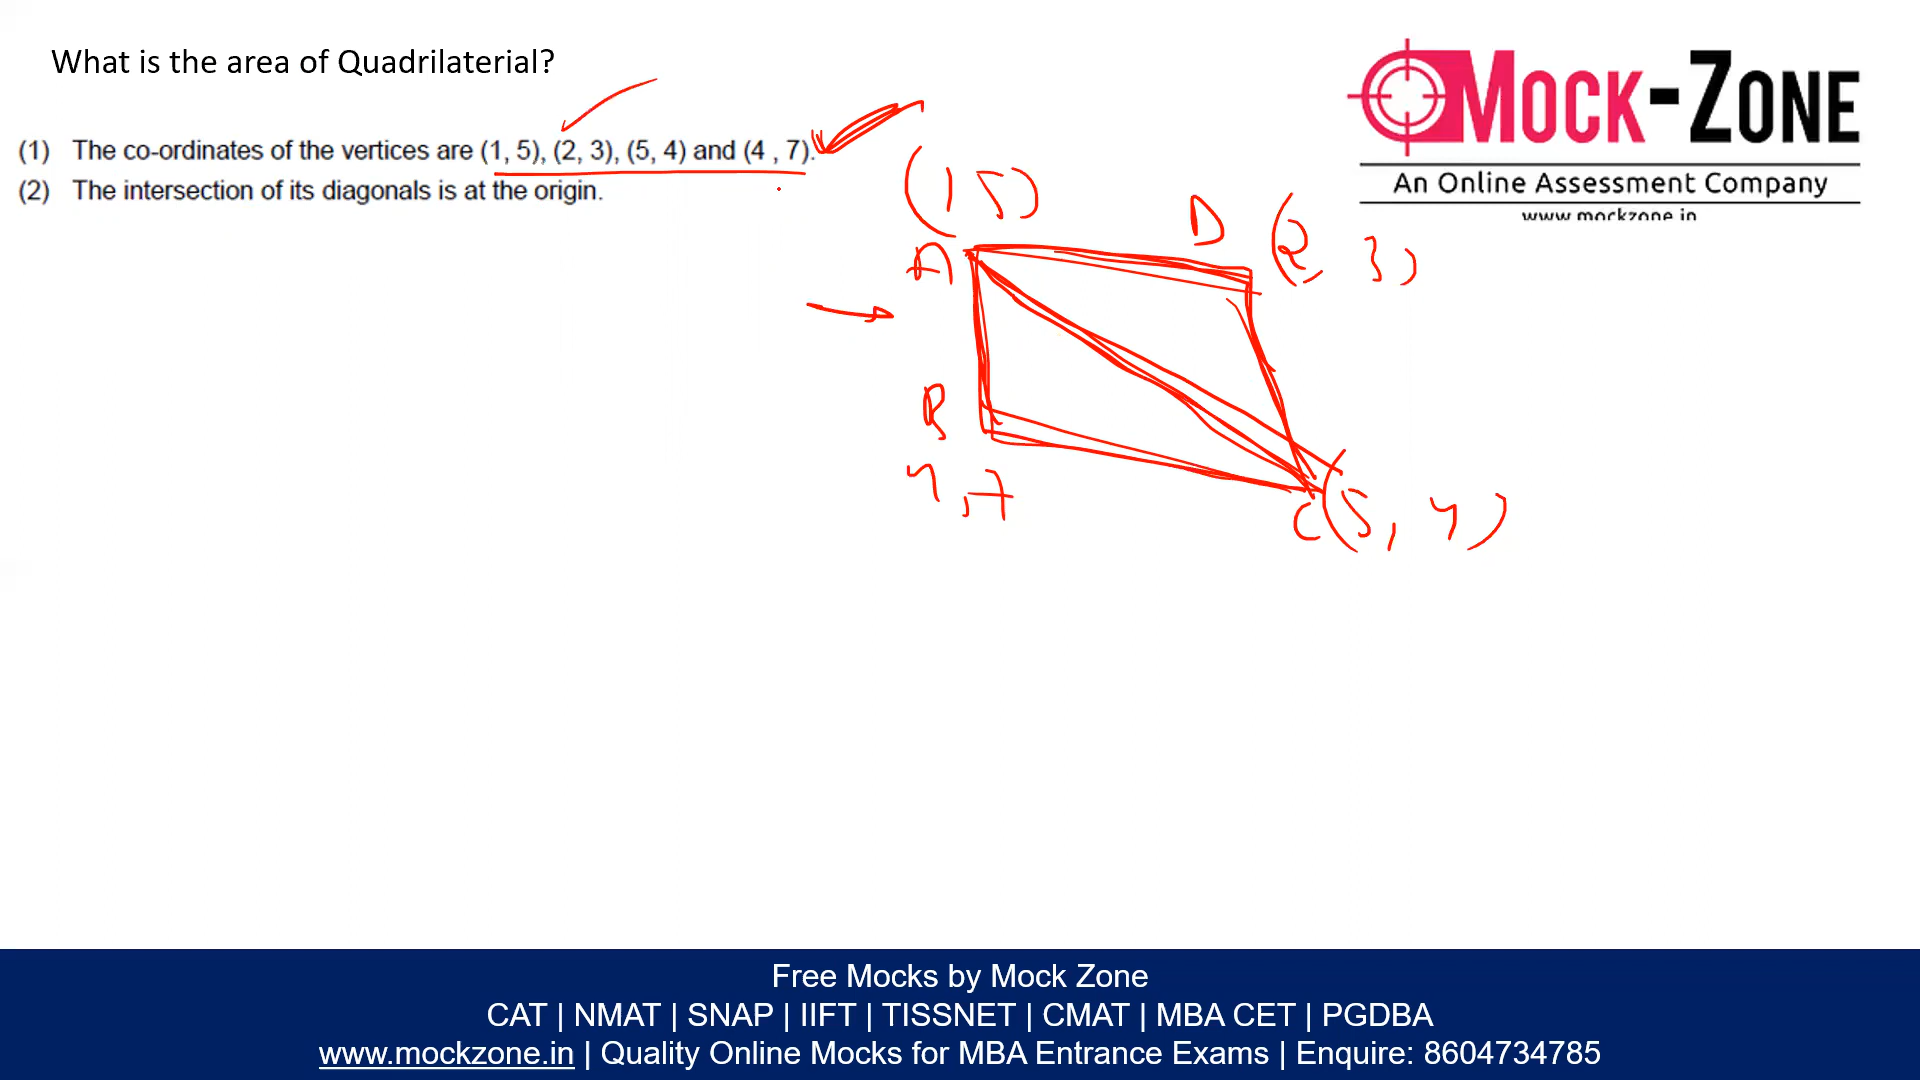 What is the area of Quadrilaterial?
(1) The co-ordinates of the vertices are (1, 5), (2, 3), (5, 4) and (4 , 7).
(2) The intersection of its diagonals is at the origin.
MOCK-ZONE
An Online Assessment Company
www.mockzone.in
(1 5)
D (2, 3)
A
B
4,7
C(5, 4)
Free Mocks by Mock Zone
CAT | NMAT | SNAP | IIFT | TISSNET | CMAT | MBA CET | PGDBA
www.mockzone.in | Quality Online Mocks for MBA Entrance Exams | Enquire: 8604734785